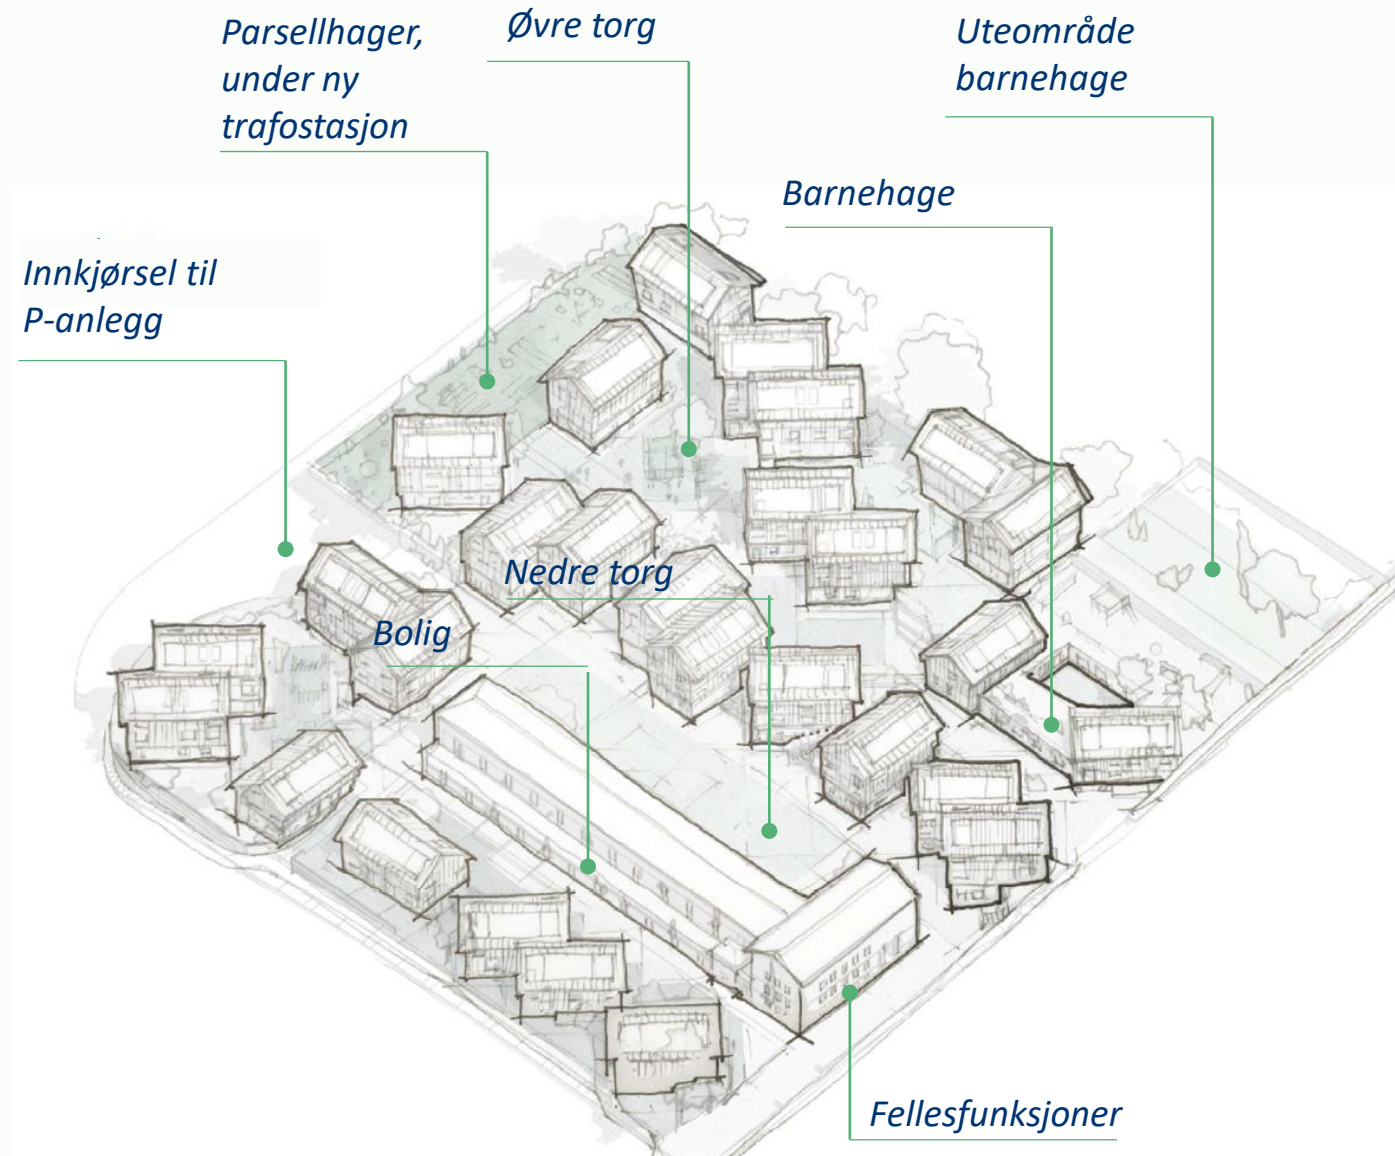 Parsellhager,
under ny
trafostasjon
Øvre torg
Uteområde
barnehage
Barnehage
Innkjørsel til
P-anlegg
Nedre torg
Bolig
Fellesfunksjoner